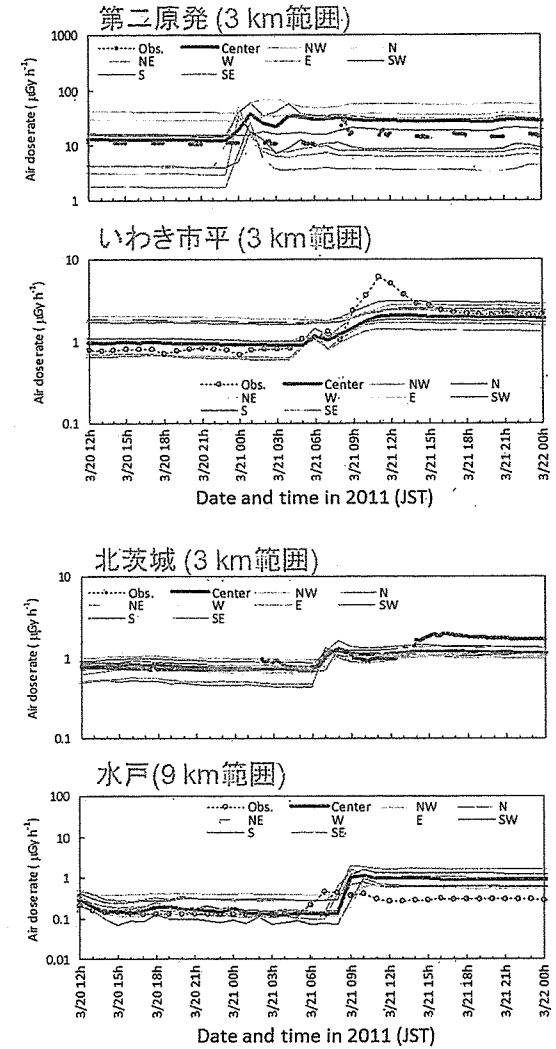 第二原発 (3 km範囲)
1000
100
10
1
Air dose rate ( μGy h⁻¹)
Obs. Center NW N
NE W E SW
S SE
いわき市平 (3 km範囲)
10
1
0.1
Air dose rate ( μGy h⁻¹)
Obs. Center NW N
NE W E SW
S SE
3/20 12h 3/20 15h 3/20 18h 3/20 21h 3/21 00h 3/21 03h 3/21 06h 3/21 09h 3/21 12h 3/21 15h 3/21 18h 3/21 21h 3/22 00h
Date and time in 2011 (JST)
北茨城 (3 km範囲)
10
1
0.1
Air dose rate ( μGy h⁻¹)
Obs. Center NW N
NE W E SW
S SE
水戸(9 km範囲)
100
10
1
0.1
0.01
Air dose rate ( μGy h⁻¹)
Obs. Center NW N
NE W E SW
S SE
3/20 12h 3/20 15h 3/20 18h 3/20 21h 3/21 00h 3/21 03h 3/21 06h 3/21 09h 3/21 12h 3/21 15h 3/21 18h 3/21 21h 3/22 00h
Date and time in 2011 (JST)